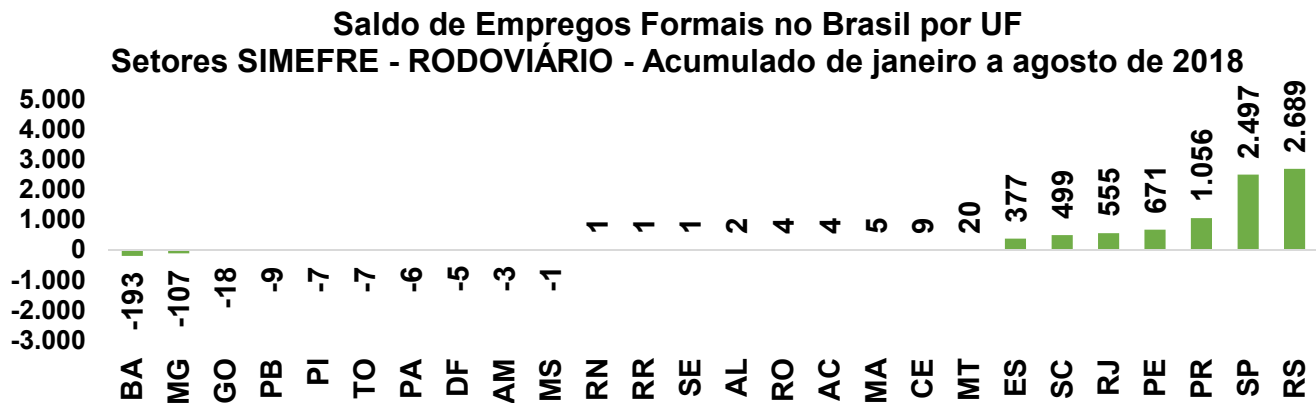 Saldo de Empregos Formais no Brasil por UF
Setores SIMEFRE - RODOVIÁRIO - Acumulado de janeiro a agosto de 2018
5.000
4.000
3.000
2.000
1.000
0
-1.000
-2.000
-3.000
-193
-107
-18
-9
-7
-7
-6
-5
-3
-1
1
1
1
2
4
4
5
9
20
377
499
555
671
1.056
2.497
2.689
BA
MG
GO
PB
PI
TO
PA
DF
AM
MS
RN
RR
SE
AL
RO
AC
MA
CE
MT
ES
SC
RJ
PE
PR
SP
RS